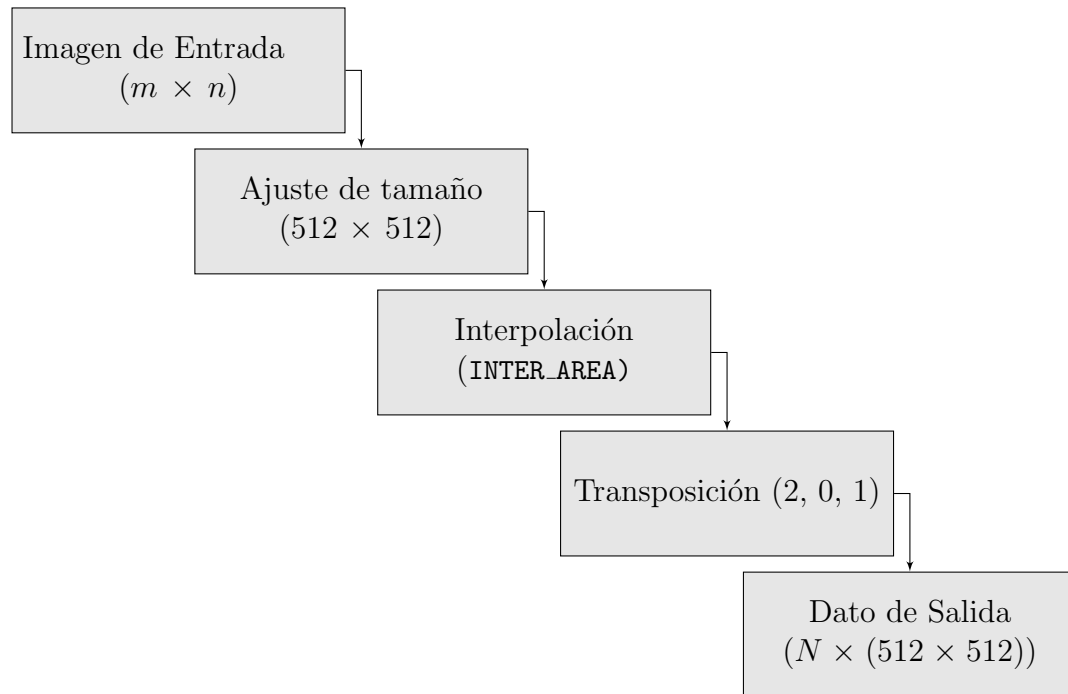 Imagen de Entrada
(m × n)
Ajuste de tamaño
(512 × 512)
Interpolación
(INTER_AREA)
Transposición (2, 0, 1)
Dato de Salida
(N × (512 × 512))